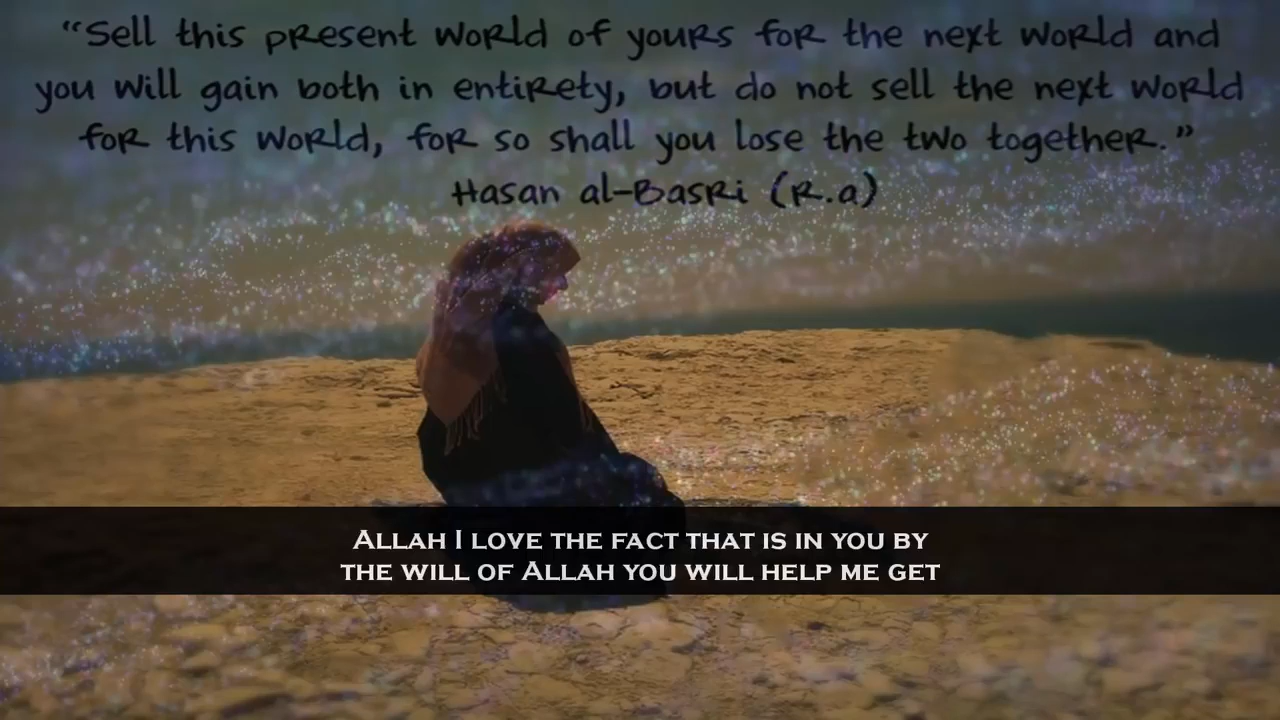 “Sell this present world of yours for the next world and
you will gain both in entirety, but do not sell the next world
for this world, for so shall you lose the two together.”
Hasan al-Basri (R.a)
ALLAH I LOVE THE FACT THAT IS IN YOU BY
THE WILL OF ALLAH YOU WILL HELP ME GET